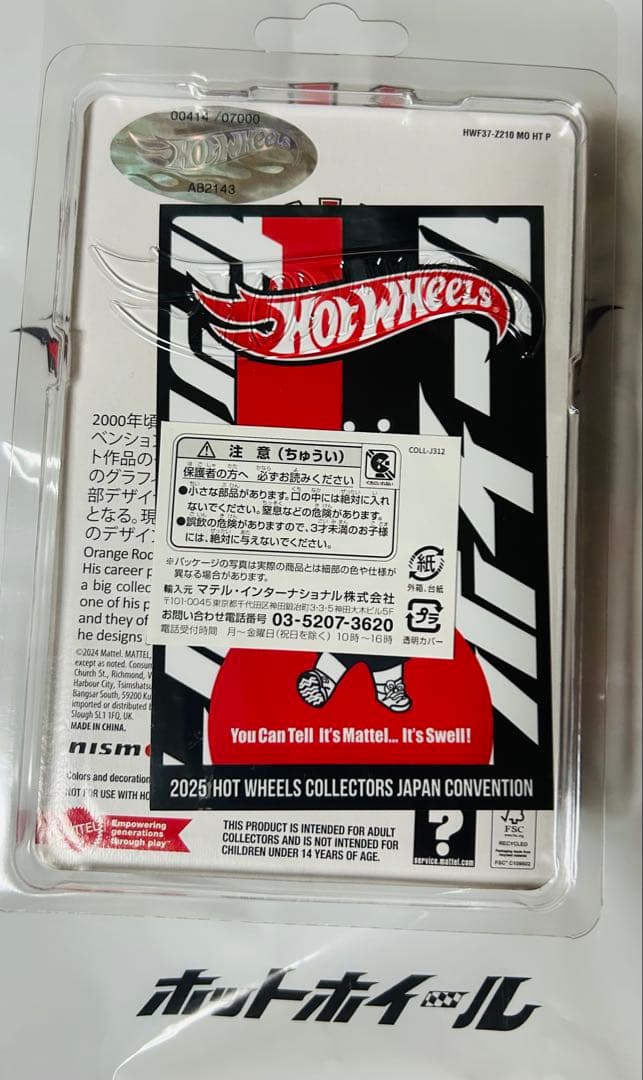 00414 /07000
HOT WHEELS
AB2143
HWF37-Z210 MO HT P
HOT WHEELS
2000年頃
ベンショ
ト作品の
のグラフ
部デザイ
となる。現
のデザイン
Orange Roc
His career p
a big collec
one of his p
and they of
he designs
©2024 Mattel. MATTEL,
except as noted. Consum
Church St., Richmond, V
Harbour City, Tsimshatsu
Bangsar South, 59200 Ku
imported or distributed b
Slough SL1 1FQ, UK.
MADE IN CHINA.
nismo
Colors and decoration
NOT FOR USE WITH HO
注 意（ちゅうい）
保護者の方へ 必ずお読みください
●小さな部品があります。口の中には絶対に入れ
ないでください。窒息などの危険があります。
●誤飲の危険がありますので、3才未満のお子様
には、絶対に与えないでください。
COLL-J312
※パッケージの写真は実際の商品とは細部の色や仕様が
異なる場合があります。
輸入元 マテル・インターナショナル株式会社
〒101-0045 東京都千代田区神田鍛冶町3-3-5 神田大木ビル5F
お問い合わせ電話番号 03-5207-3620
電話受付時間 月～金曜日(祝日を除く) 10時～16時
紙
外箱、台紙
プラ
透明カバー
You Can Tell It's Mattel... It's Swell!
2025 HOT WHEELS COLLECTORS JAPAN CONVENTION
MATTEL
Empowering
generations
through play™
THIS PRODUCT IS INTENDED FOR ADULT
COLLECTORS AND IS NOT INTENDED FOR
CHILDREN UNDER 14 YEARS OF AGE.
?
service.mattel.com
FSC
www.fsc.org
RECYCLED
Packaging made from
recycled material
FSC® C109602
ホットホイール